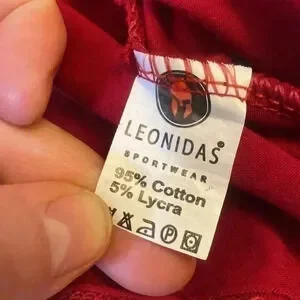 LEONIDAS®
SPORTWEAR
95% Cotton
5% Lycra